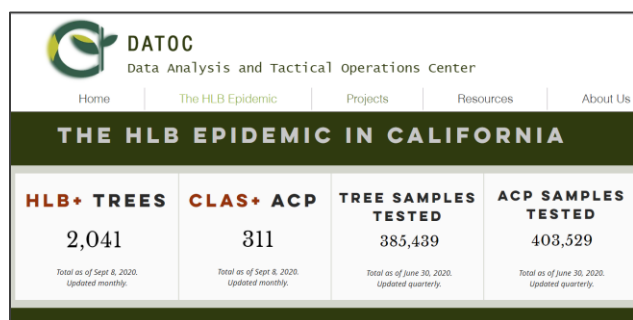 DATOC
Data Analysis and Tactical Operations Center
Home The HLB Epidemic Projects Resources About Us
THE HLB EPIDEMIC IN CALIFORNIA
HLB+ TREES
2,041
Total as of Sept 8, 2020.
Updated monthly.
CLAS+ ACP
311
Total as of Sept 8, 2020.
Updated monthly.
TREE SAMPLES
TESTED
385,439
Total as of June 30, 2020.
Updated quarterly.
ACP SAMPLES
TESTED
403,529
Total as of June 30, 2020.
Updated quarterly.